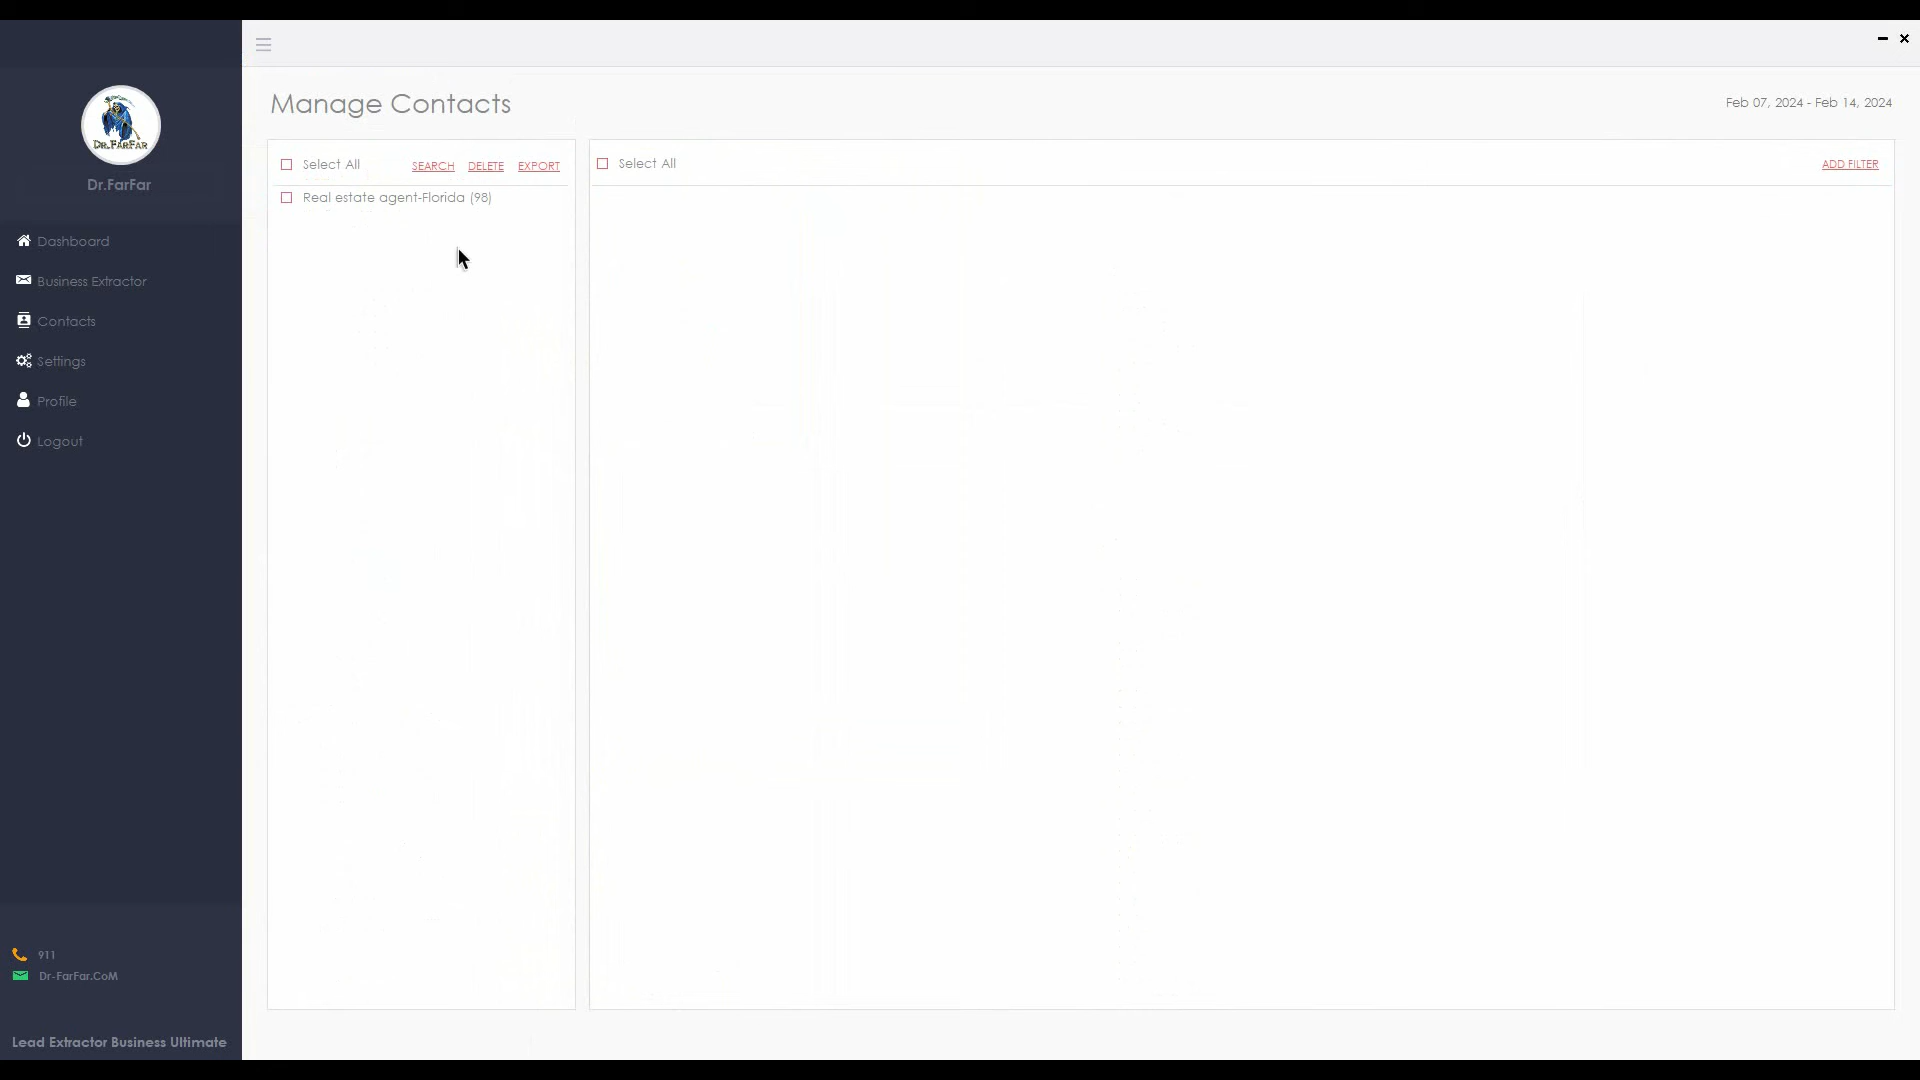 Manage Contacts
Feb 07, 2024 - Feb 14, 2024
DR.FARFAR
Dr.FarFar
Dashboard
Business Extractor
Contacts
Settings
Profile
Logout
911
Dr-FarFar.CoM
Lead Extractor Business Ultimate
Select All SEARCH DELETE EXPORT
Real estate agent-Florida (98)
Select All ADD FILTER